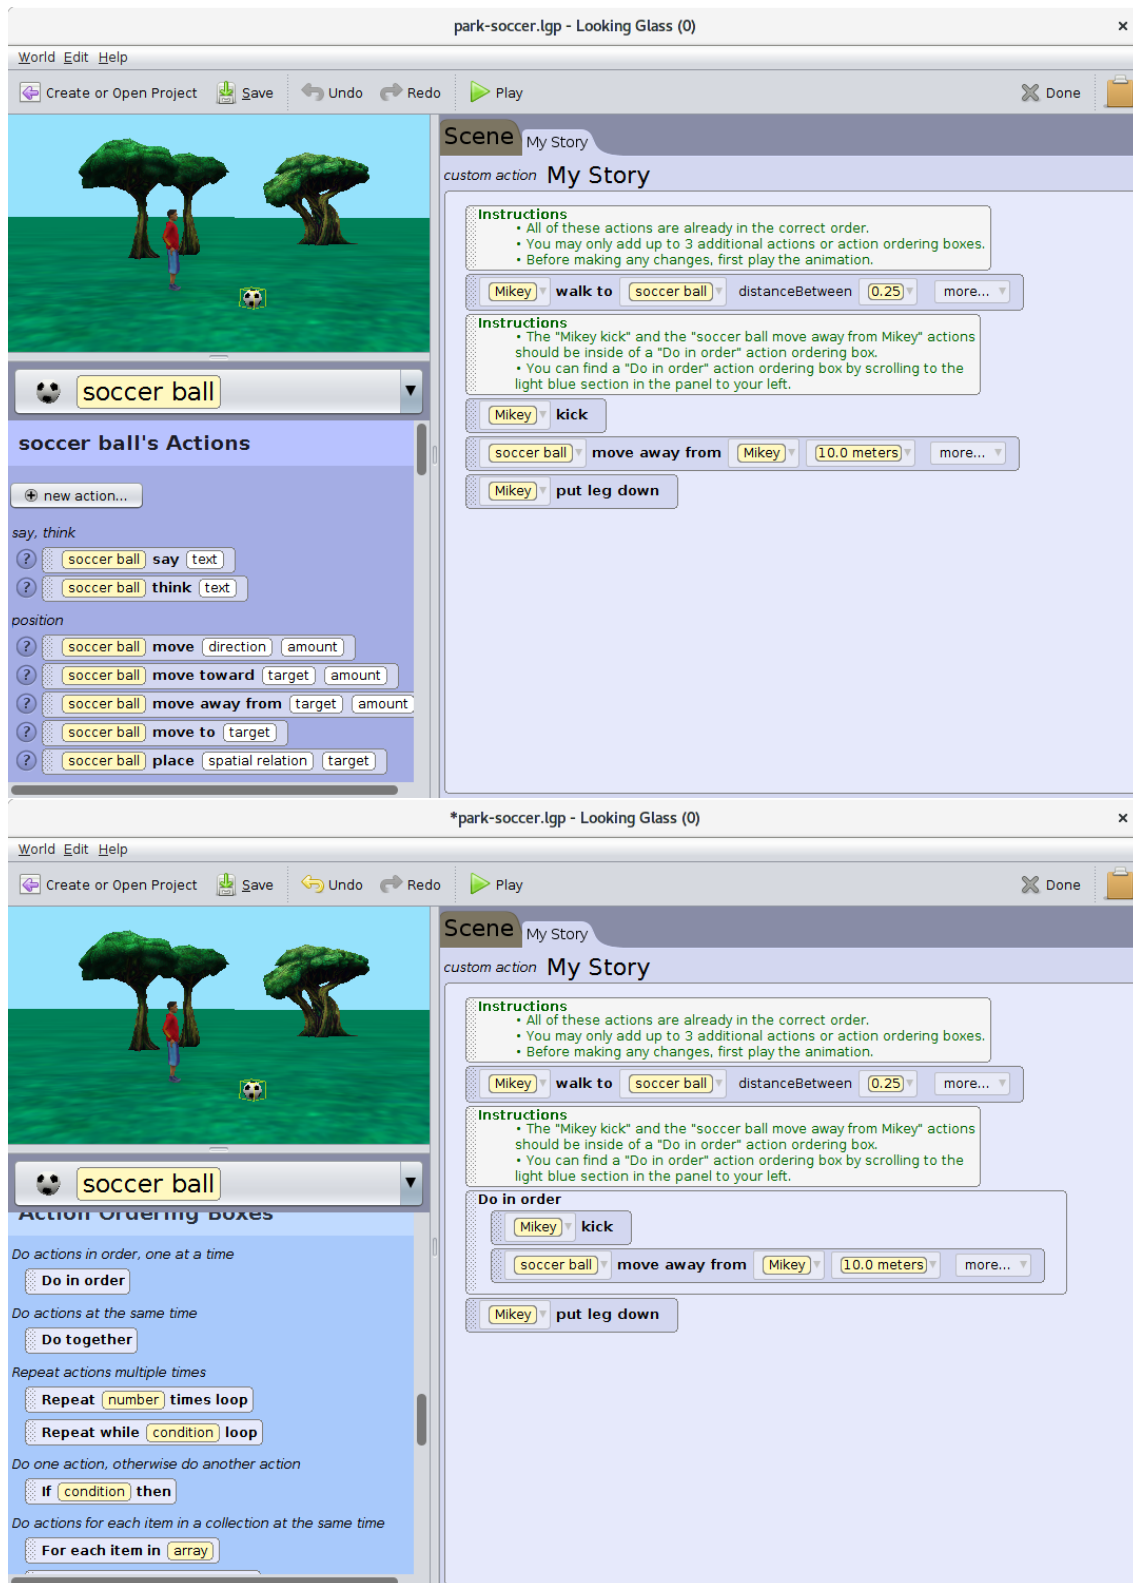 park-soccer.lgp - Looking Glass (0) ×
World Edit Help
Create or Open Project Save Undo Redo Play Done
Scene My Story
custom action My Story
Instructions
• All of these actions are already in the correct order.
• You may only add up to 3 additional actions or action ordering boxes.
• Before making any changes, first play the animation.
Mikey walk to soccer ball distanceBetween 0.25 more...
Instructions
• The "Mikey kick" and the "soccer ball move away from Mikey" actions
should be inside of a "Do in order" action ordering box.
• You can find a "Do in order" action ordering box by scrolling to the
light blue section in the panel to your left.
Mikey kick
soccer ball move away from Mikey 10.0 meters more...
Mikey put leg down
soccer ball
soccer ball's Actions
new action...
say, think
? soccer ball say text
? soccer ball think text
position
? soccer ball move direction amount
? soccer ball move toward target amount
? soccer ball move away from target amount
? soccer ball move to target
? soccer ball place spatial relation target
*park-soccer.lgp - Looking Glass (0) ×
World Edit Help
Create or Open Project Save Undo Redo Play Done
Scene My Story
custom action My Story
Instructions
• All of these actions are already in the correct order.
• You may only add up to 3 additional actions or action ordering boxes.
• Before making any changes, first play the animation.
Mikey walk to soccer ball distanceBetween 0.25 more...
Instructions
• The "Mikey kick" and the "soccer ball move away from Mikey" actions
should be inside of a "Do in order" action ordering box.
• You can find a "Do in order" action ordering box by scrolling to the
light blue section in the panel to your left.
Do in order
Mikey kick
soccer ball move away from Mikey 10.0 meters more...
Mikey put leg down
soccer ball
Action Ordering Boxes
Do actions in order, one at a time
Do in order
Do actions at the same time
Do together
Repeat actions multiple times
Repeat number times loop
Repeat while condition loop
Do one action, otherwise do another action
If condition then
Do actions for each item in a collection at the same time
For each item in array